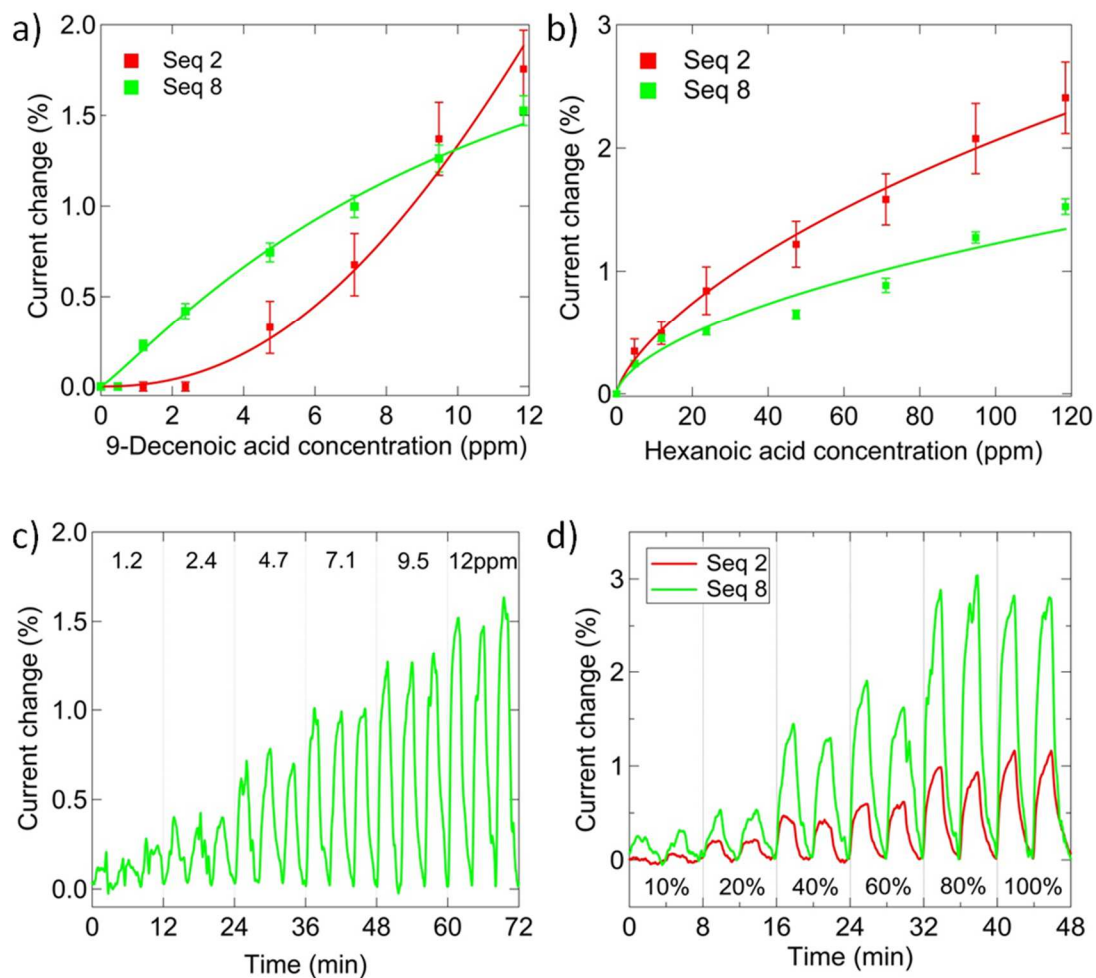 a)
2.0
1.5
1.0
0.5
0.0
Current change (%)
Seq 2
Seq 8
0 2 4 6 8 10 12
9-Decenoic acid concentration (ppm)
b)
3
2
1
0
Current change (%)
Seq 2
Seq 8
0 20 40 60 80 100 120
Hexanoic acid concentration (ppm)
c)
2.0
1.5
1.0
0.5
0.0
Current change (%)
1.2 2.4 4.7 7.1 9.5 12ppm
0 12 24 36 48 60 72
Time (min)
d)
3
2
1
0
Current change (%)
Seq 2
Seq 8
10% 20% 40% 60% 80% 100%
0 8 16 24 32 40 48
Time (min)